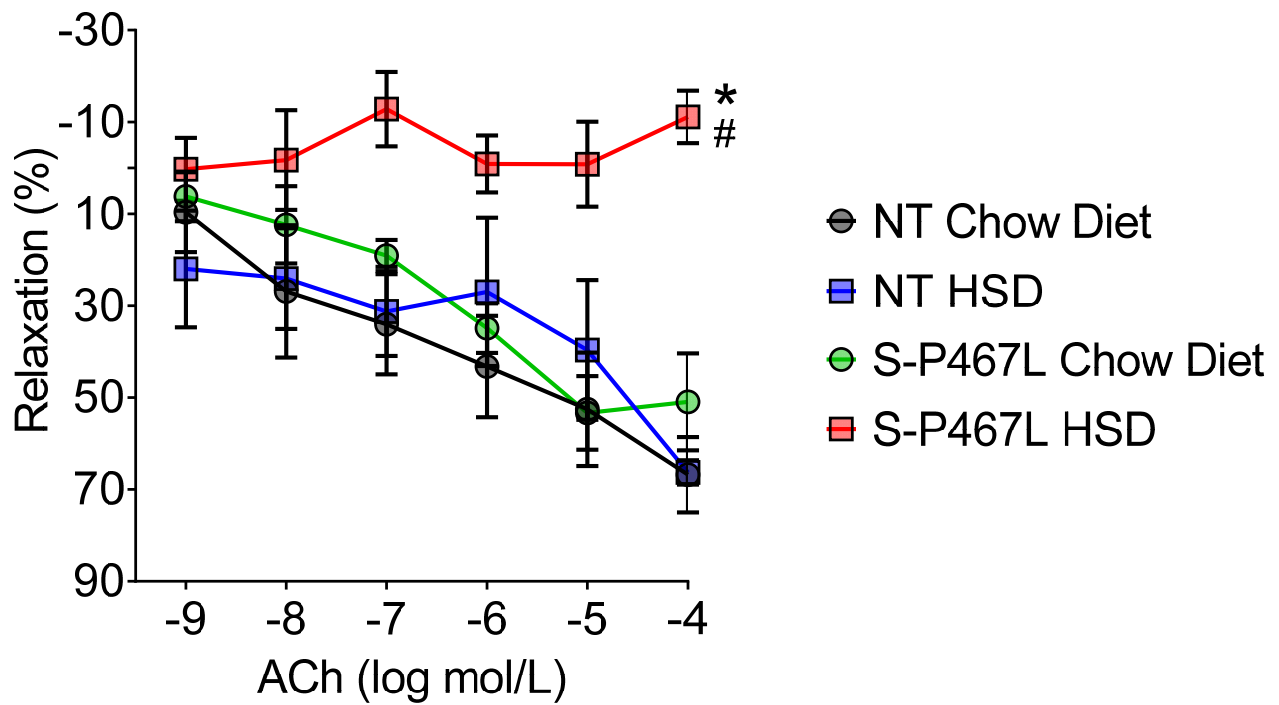 -30
-10
10
30
50
70
90
Relaxation (%)
-9 -8 -7 -6 -5 -4
ACh (log mol/L)
*
#
NT Chow Diet
NT HSD
S-P467L Chow Diet
S-P467L HSD